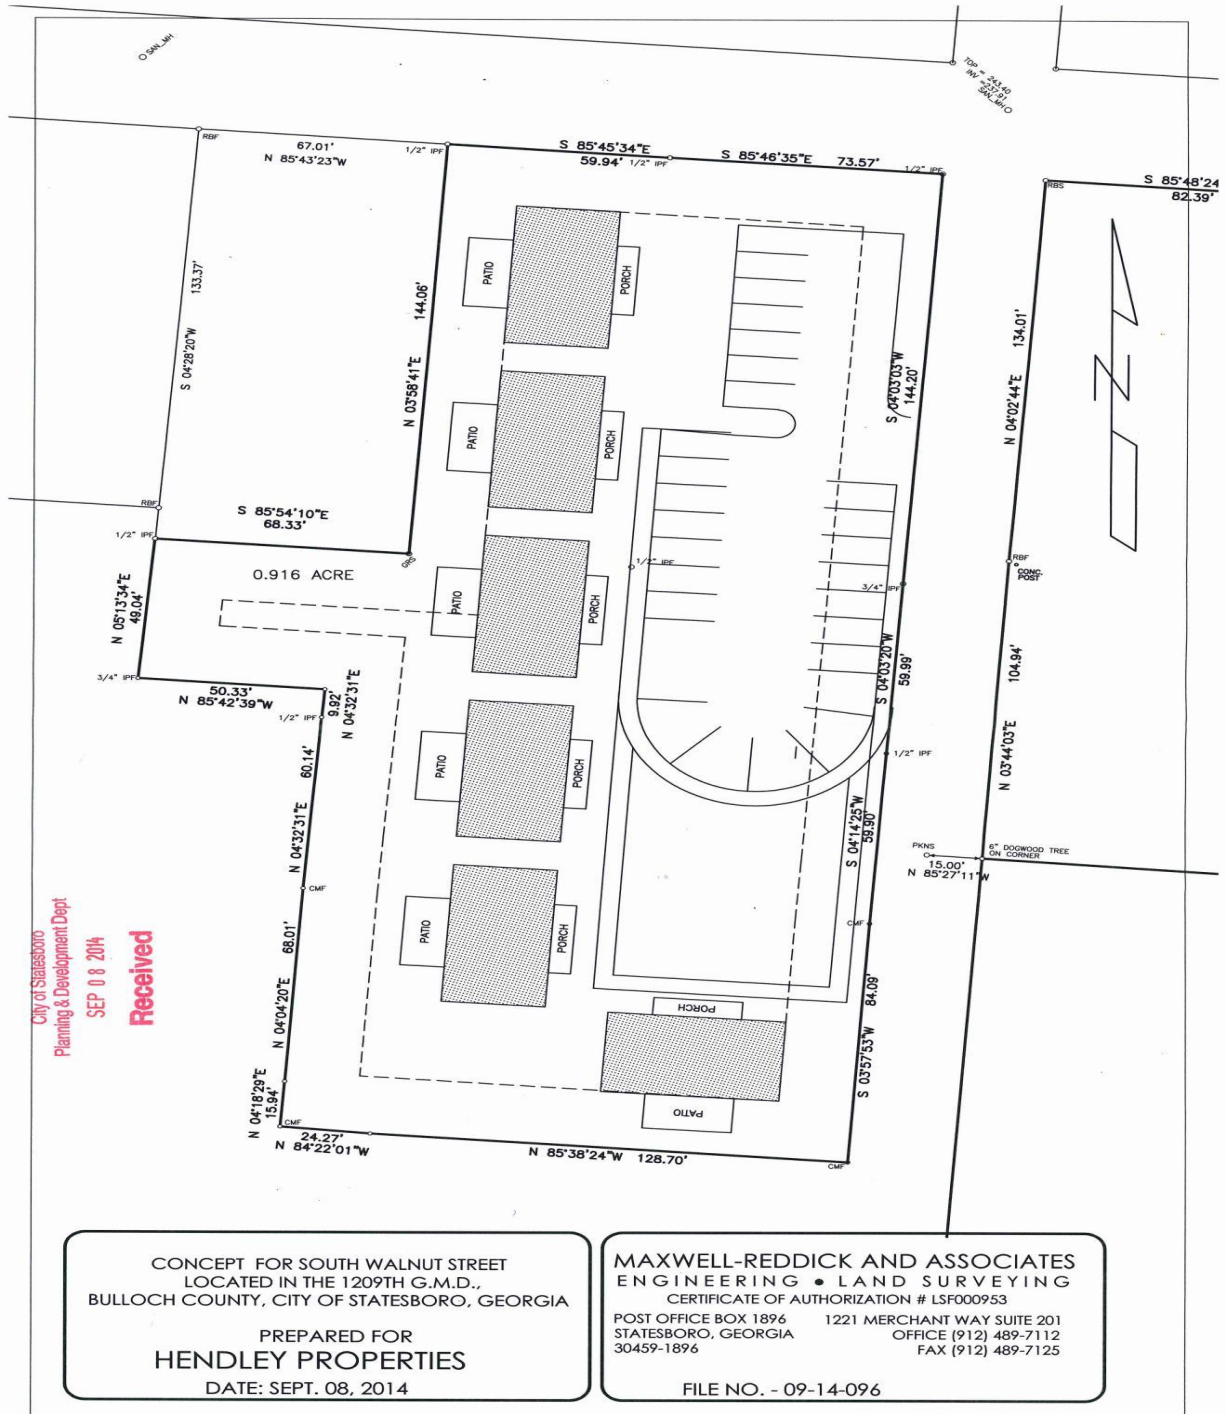 SAN_MH
TOP = 243.40
INV =237.91
SAN_MH
RBF
67.01'
N 85°43'23"W
1/2" IPF
S 85°45'34"E
59.94'
1/2" IPF
S 85°46'35"E
73.57'
1/2" IPF
RBS
S 85°48'24
82.39'
S 04°28'20"W
133.37'
N 03°58'41"E
144.06'
PATIO
PORCH
PATIO
PORCH
PATIO
PORCH
PATIO
PORCH
PATIO
PORCH
PORCH
PATIO
S 04°03'03"W
144.20'
N 04°02'44"E
134.01'
N
RBF
1/2" IPF
S 85°54'10"E
68.33'
GRS
0.916 ACRE
N 05°13'34"E
49.04'
3/4" IPF
50.33'
N 85°42'39"W
9.92'
N 04°32'31"E
1/2" IPF
1/2" IPF
3/4" IPF
RBF
CONC.
POST
S 04°03'20"W
59.99'
N 03°44'03"E
104.94'
1/2" IPF
N 04°32'31"E
60.14'
CMF
S 04°14'25"W
59.90'
PKNS
15.00'
N 85°27'11"W
6" DOGWOOD TREE
ON CORNER
CMF
N 04°04'20"E
68.01'
S 03°57'53"W
84.09'
N 04°18'29"E
15.94'
CMF
24.27'
N 84°22'01"W
N 85°38'24"W
128.70'
CMF
City of Statesboro
Planning & Development Dept
SEP 08 2014
Received
CONCEPT FOR SOUTH WALNUT STREET
LOCATED IN THE 1209TH G.M.D.,
BULLOCH COUNTY, CITY OF STATESBORO, GEORGIA
PREPARED FOR
HENDLEY PROPERTIES
DATE: SEPT. 08, 2014
MAXWELL-REDDICK AND ASSOCIATES
ENGINEERING • LAND SURVEYING
CERTIFICATE OF AUTHORIZATION # LSF000953
POST OFFICE BOX 1896
STATESBORO, GEORGIA
30459-1896
1221 MERCHANT WAY SUITE 201
OFFICE (912) 489-7112
FAX (912) 489-7125
FILE NO. - 09-14-096